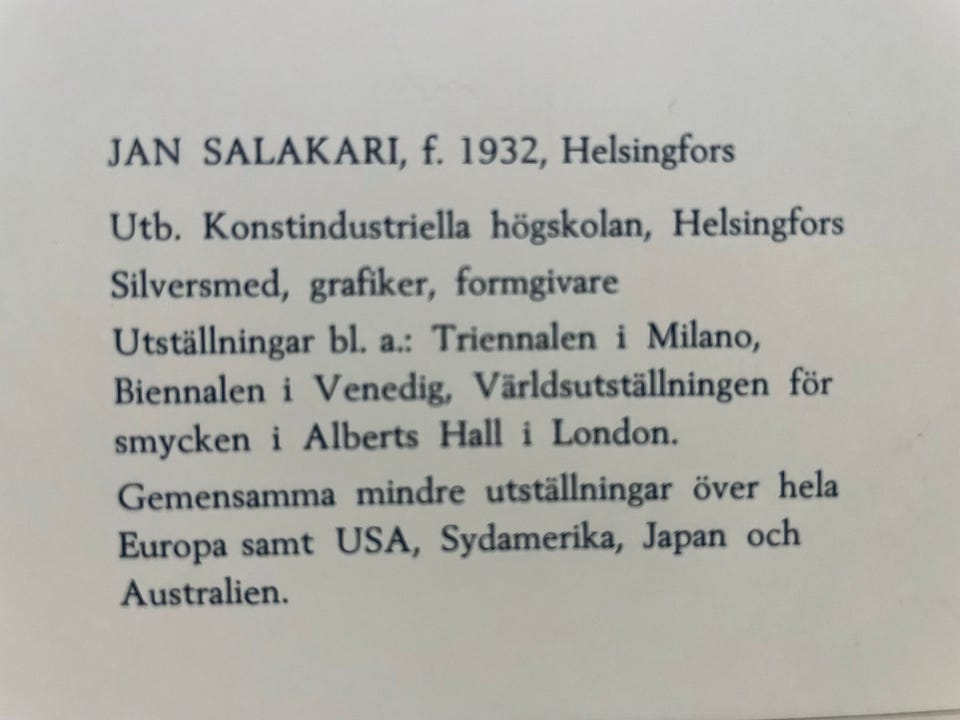 JAN SALAKARI, f. 1932, Helsingfors
Utb. Konstindustriella högskolan, Helsingfors
Silversmed, grafiker, formgivare
Utställningar bl. a.: Triennalen i Milano,
Biennalen i Venedig, Världsutställningen för
smycken i Alberts Hall i London.
Gemensamma mindre utställningar över hela
Europa samt USA, Sydamerika, Japan och
Australien.